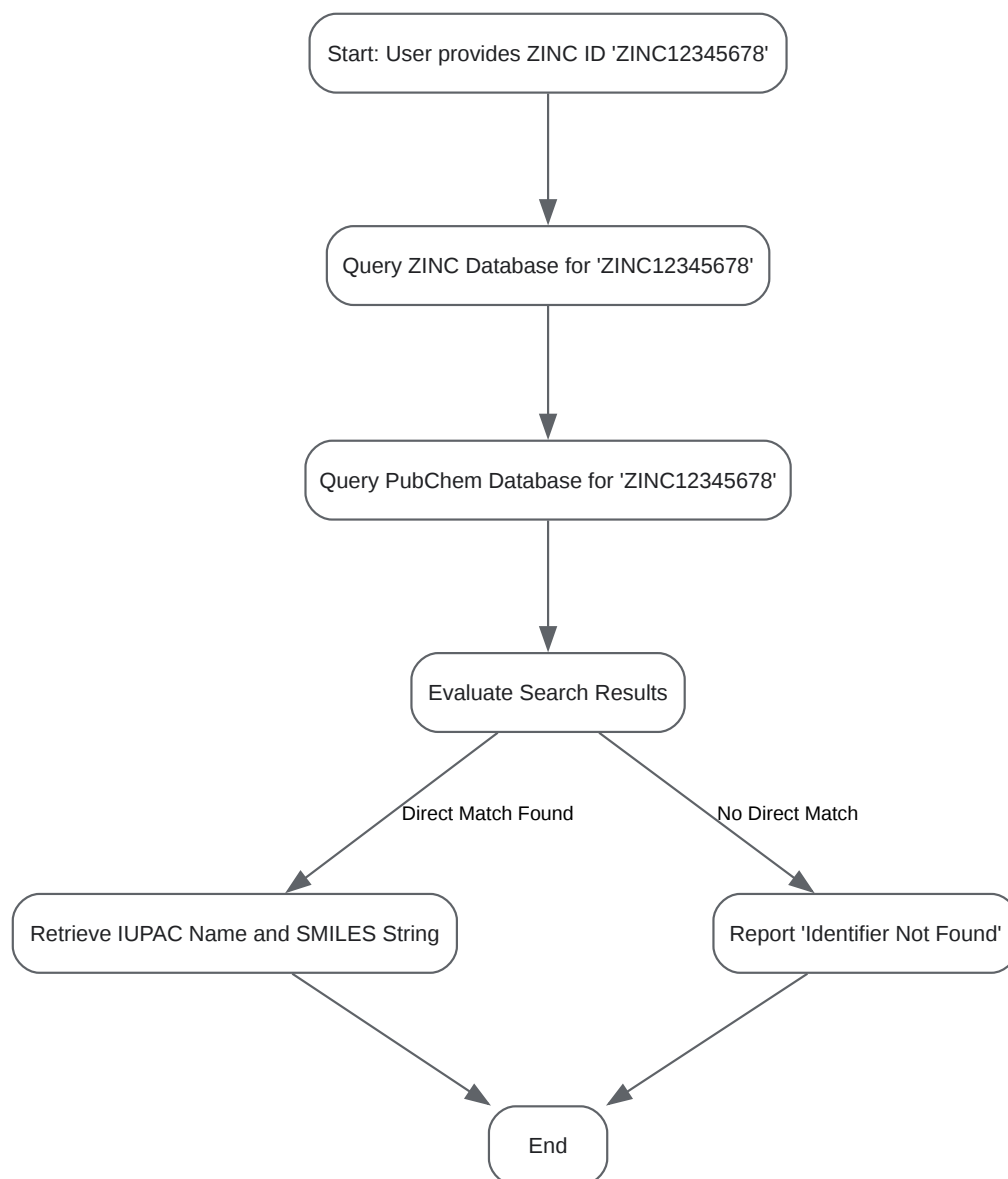 Start: User provides ZINC ID 'ZINC12345678'
Query ZINC Database for 'ZINC12345678'
Query PubChem Database for 'ZINC12345678'
Evaluate Search Results
Direct Match Found
No Direct Match
Retrieve IUPAC Name and SMILES String
Report 'Identifier Not Found'
End